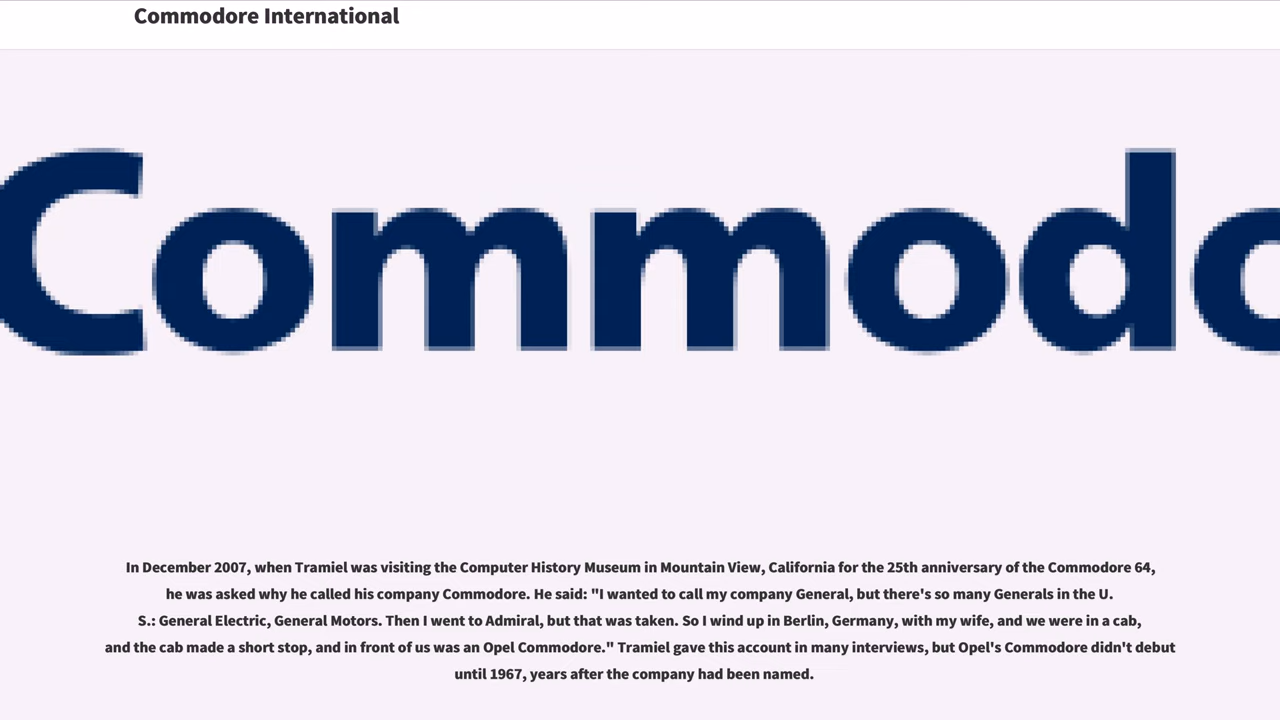 Commodore International
Commodo
In December 2007, when Tramiel was visiting the Computer History Museum in Mountain View, California for the 25th anniversary of the Commodore 64,
he was asked why he called his company Commodore. He said: "I wanted to call my company General, but there's so many Generals in the U.
S.: General Electric, General Motors. Then I went to Admiral, but that was taken. So I wind up in Berlin, Germany, with my wife, and we were in a cab,
and the cab made a short stop, and in front of us was an Opel Commodore." Tramiel gave this account in many interviews, but Opel's Commodore didn't debut
until 1967, years after the company had been named.